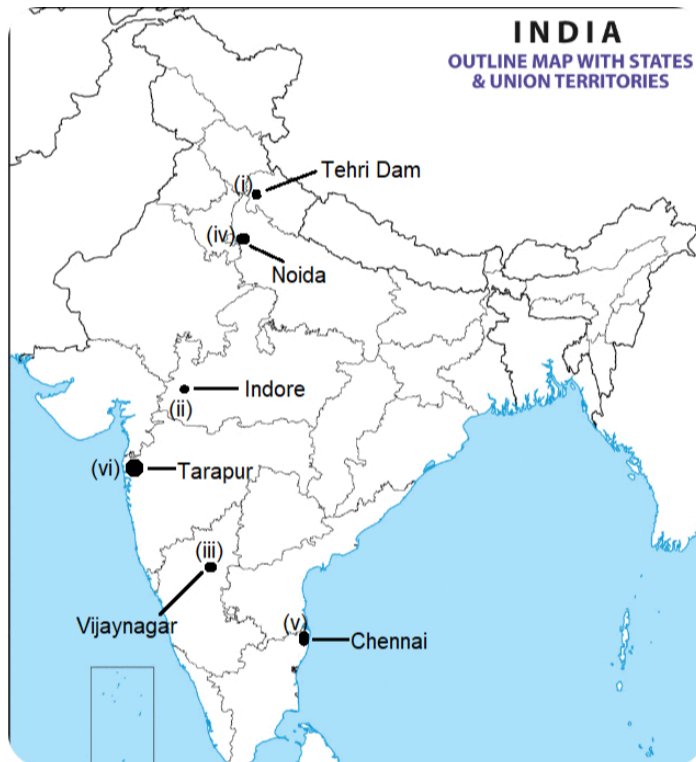 INDIA
OUTLINE MAP WITH STATES
& UNION TERRITORIES
(i)
Tehri Dam
(iv)
Noida
Indore
(ii)
(vi)
Tarapur
(iii)
Vijaynagar
(v)
Chennai